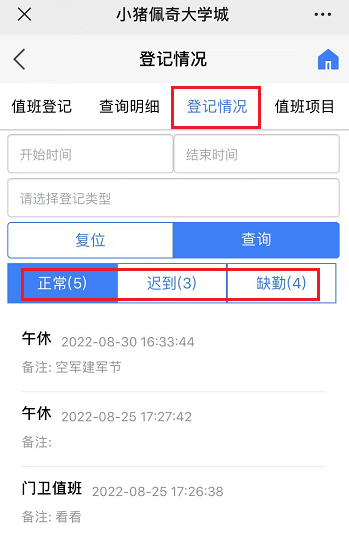 小猪佩奇大学城
登记情况
值班登记 查询明细 登记情况 值班项目
开始时间 结束时间
请选择登记类型
复位 查询
正常(5) 迟到(3) 缺勤(4)
午休 2022-08-30 16:33:44
备注: 空军建军节
午休 2022-08-25 17:27:42
备注:
门卫值班 2022-08-25 17:26:38
备注: 看看